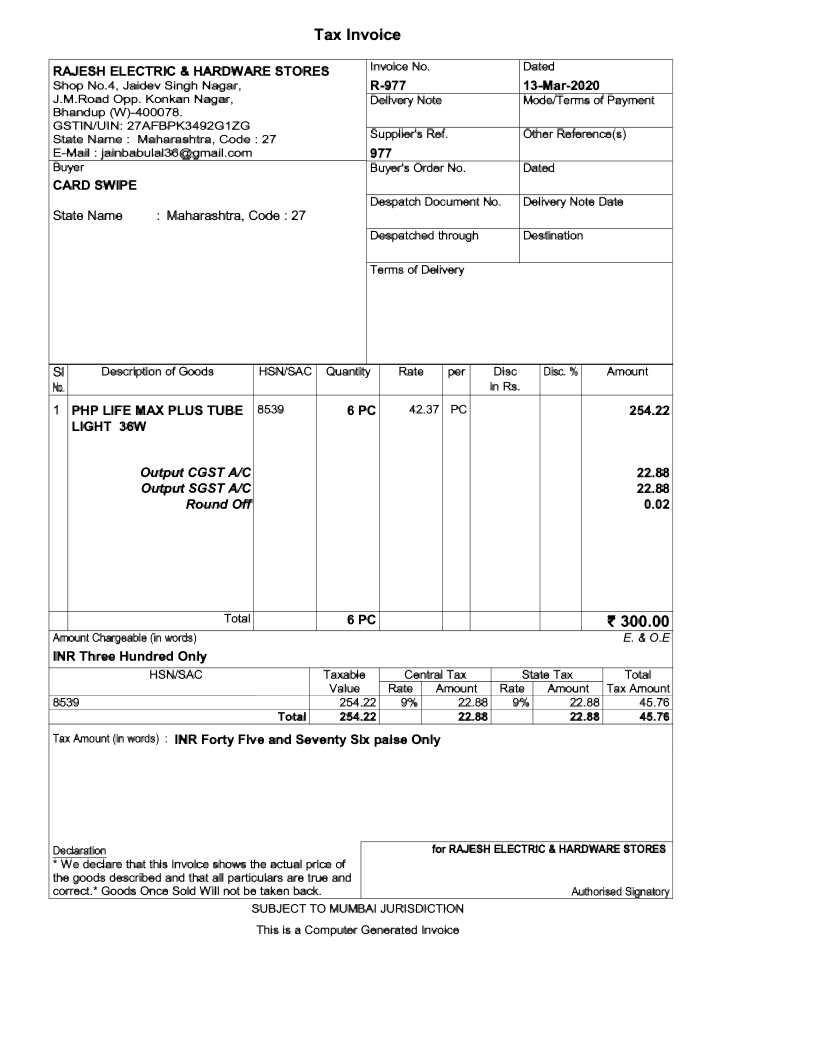 Tax Invoice
RAJESH ELECTRIC & HARDWARE STORES
Shop No.4, Jaidev Singh Nagar,
J.M.Road Opp. Konkan Nagar,
Bhandup (W)-400078.
GSTIN/UIN: 27AFBPK3492G1ZG
State Name : Maharashtra, Code : 27
E-Mail : jainbabulal36@gmail.com
Invoice No. Dated
R-977 13-Mar-2020
Delivery Note Mode/Terms of Payment
Supplier's Ref. Other Reference(s)
977
Buyer
CARD SWIPE
State Name : Maharashtra, Code : 27
Buyer's Order No. Dated
Despatch Document No. Delivery Note Date
Despatched through Destination
Terms of Delivery
Sl Description of Goods HSN/SAC Quantity Rate per Disc Disc. % Amount
No. in Rs.
1 PHP LIFE MAX PLUS TUBE 8539 6 PC 42.37 PC 254.22
LIGHT 36W
Output CGST A/C 22.88
Output SGST A/C 22.88
Round Off 0.02
Total 6 PC ₹ 300.00
Amount Chargeable (in words) E. & O.E
INR Three Hundred Only
HSN/SAC Taxable Central Tax State Tax Total
Value Rate Amount Rate Amount Tax Amount
8539 254.22 9% 22.88 9% 22.88 45.76
Total 254.22 22.88 22.88 45.76
Tax Amount (in words) : INR Forty Five and Seventy Six paise Only
Declaration
* We declare that this invoice shows the actual price of
the goods described and that all particulars are true and
correct.* Goods Once Sold Will not be taken back.
for RAJESH ELECTRIC & HARDWARE STORES
Authorised Signatory
SUBJECT TO MUMBAI JURISDICTION
This is a Computer Generated Invoice